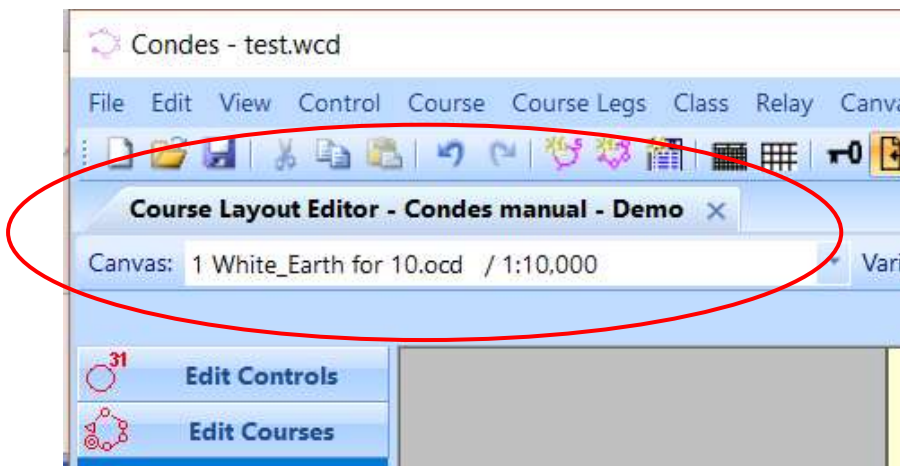 Condes - test.wcd
File Edit View Control Course Course Legs Class Relay
Course Layout Editor - Condes manual - Demo ×
Canvas: 1 White_Earth for 10.ocd / 1:10,000
31
Edit Controls
Edit Courses